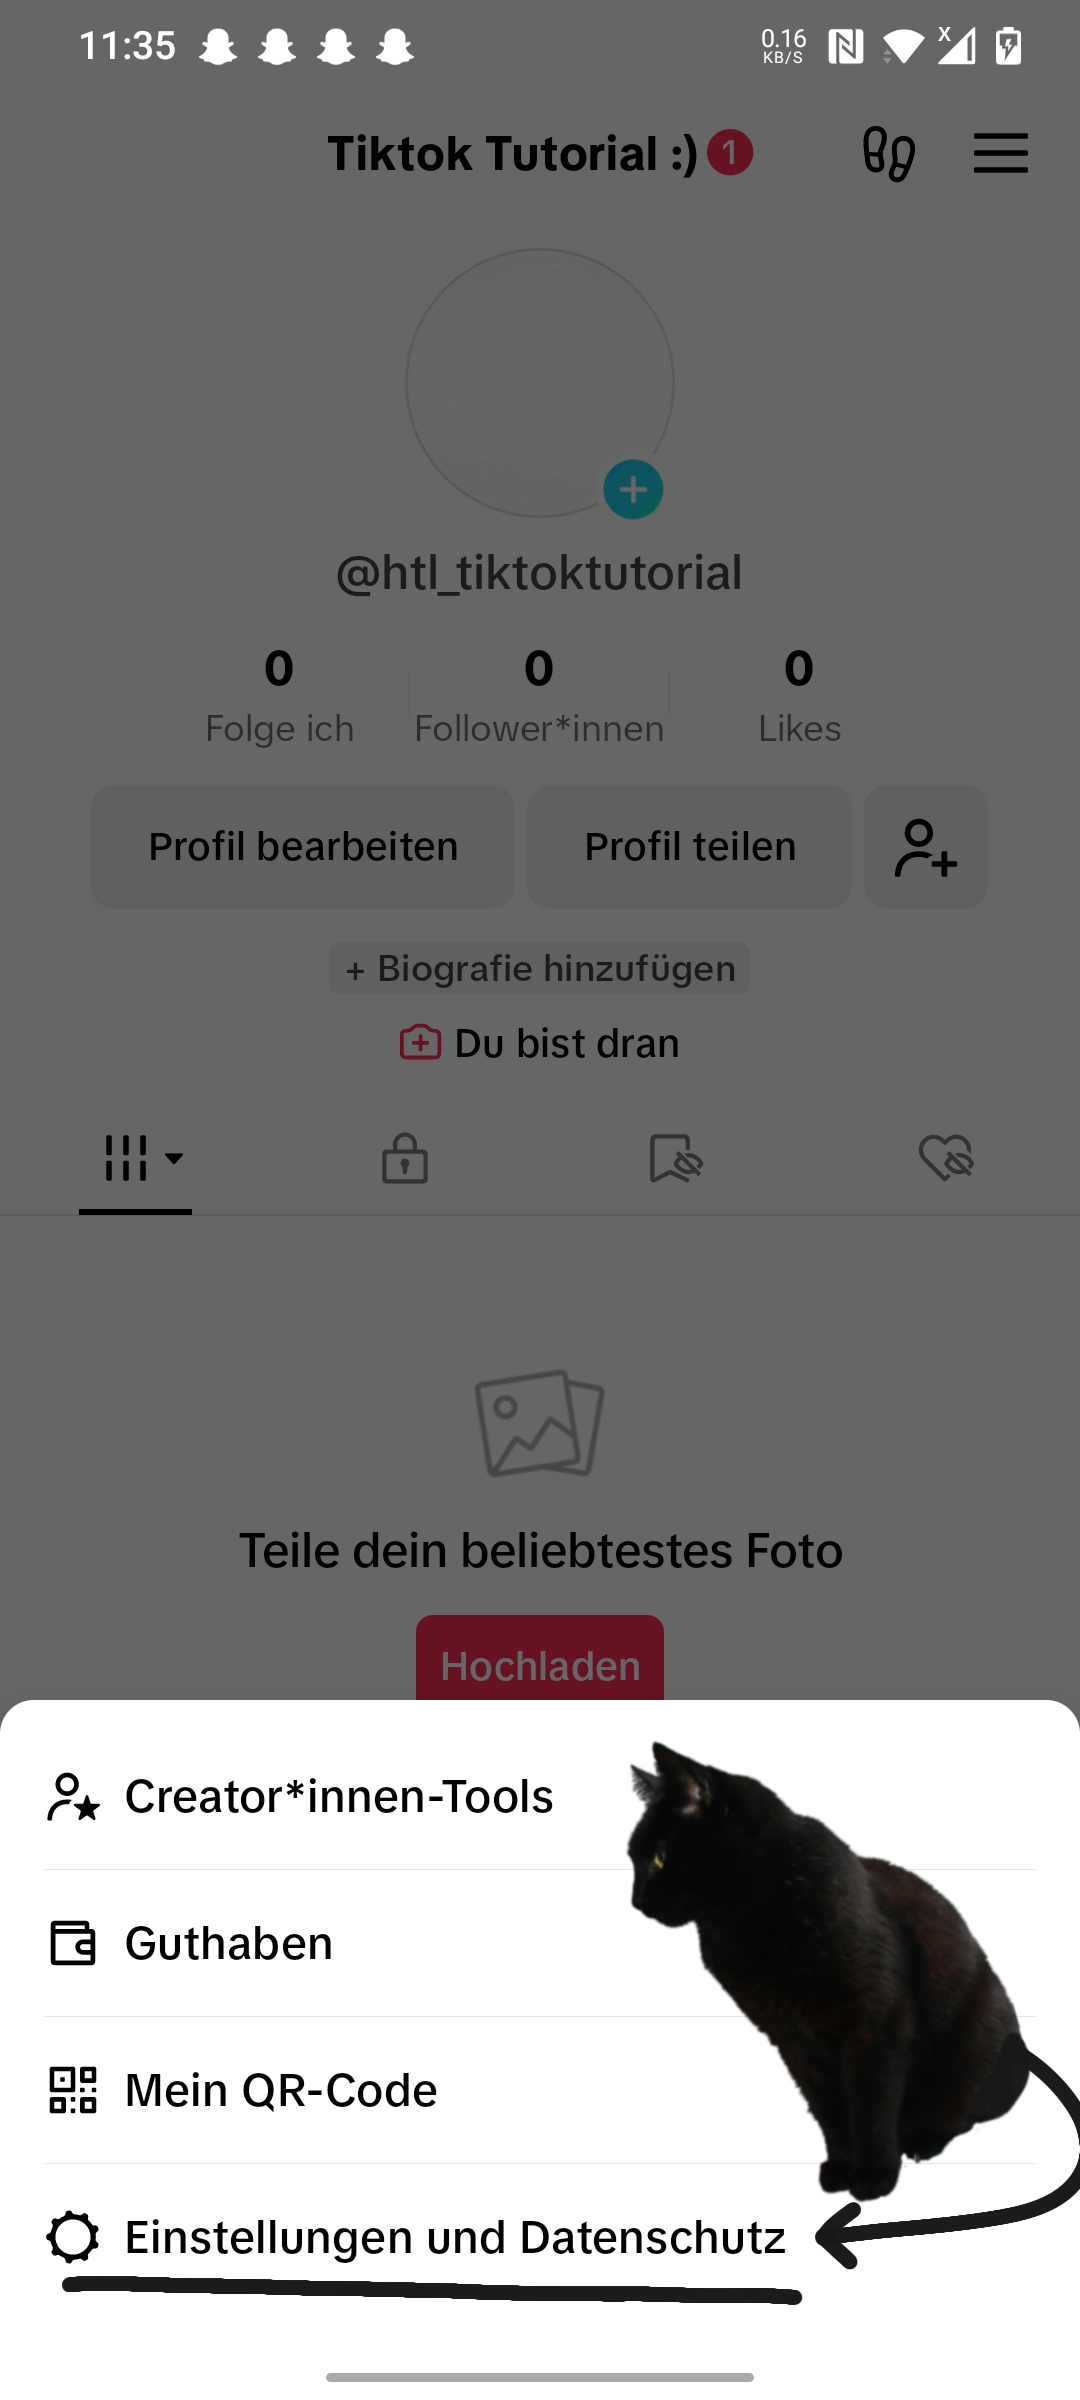 11:35
0.16
KB/S
Tiktok Tutorial :) 1
@htl_tiktoktutorial
0 0 0
Folge ich Follower*innen Likes
Profil bearbeiten Profil teilen
+ Biografie hinzufügen
Du bist dran
Teile dein beliebtestes Foto
Hochladen
Creator*innen-Tools
Guthaben
Mein QR-Code
Einstellungen und Datenschutz